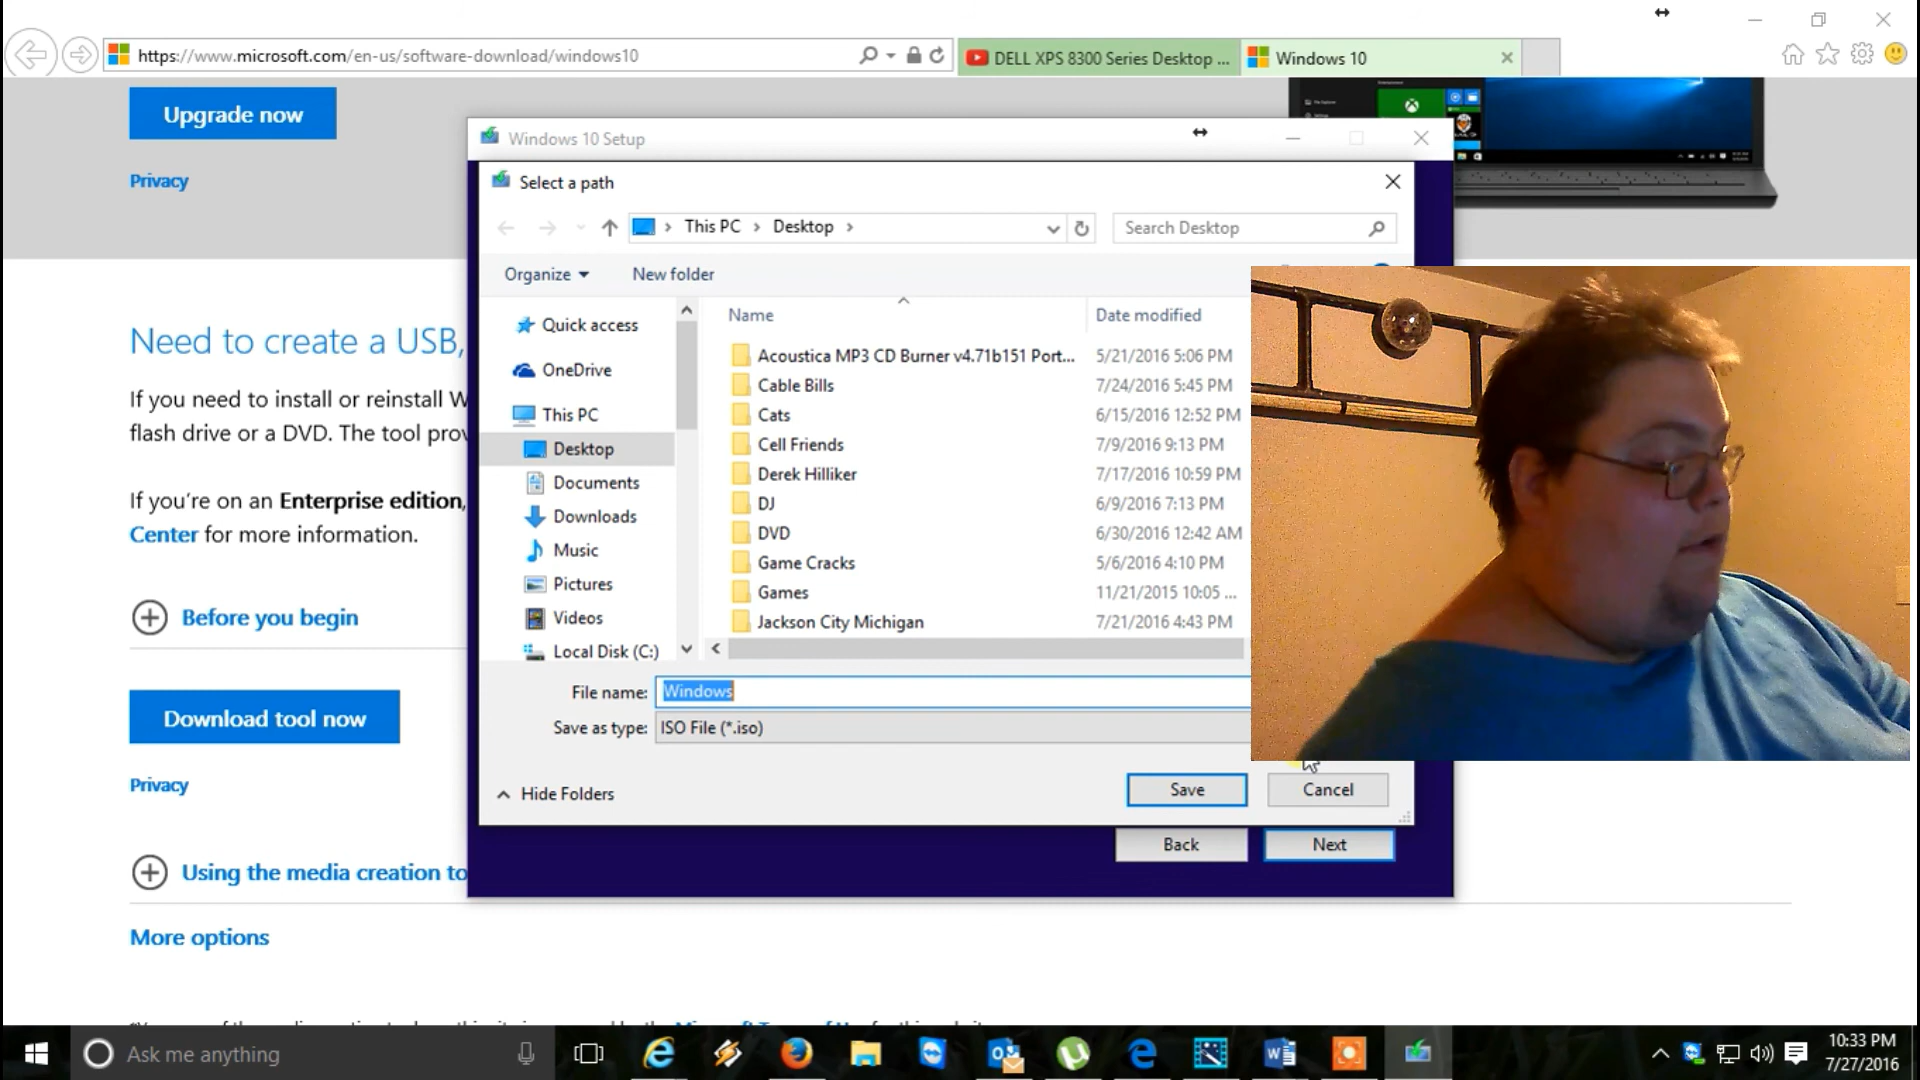 https://www.microsoft.com/en-us/software-download/windows10
DELL XPS 8300 Series Desktop ...
Windows 10
Upgrade now
Privacy
Windows 10 Setup
Select a path
This PC
Desktop
Search Desktop
Organize
New folder
Need to create a USB,
If you need to install or reinstall W
flash drive or a DVD. The tool prov
If you're on an Enterprise edition,
Center for more information.
Before you begin
Download tool now
Privacy
Using the media creation to
More options
Quick access
OneDrive
This PC
Desktop
Documents
Downloads
Music
Pictures
Videos
Local Disk (C:)
Name Date modified
Acoustica MP3 CD Burner v4.71b151 Port... 5/21/2016 5:06 PM
Cable Bills 7/24/2016 5:45 PM
Cats 6/15/2016 12:52 PM
Cell Friends 7/9/2016 9:13 PM
Derek Hilliker 7/17/2016 10:59 PM
DJ 6/9/2016 7:13 PM
DVD 6/30/2016 12:42 AM
Game Cracks 5/6/2016 4:10 PM
Games 11/21/2015 10:05 ...
Jackson City Michigan 7/21/2016 4:43 PM
File name: Windows
Save as type: ISO File (*.iso)
Hide Folders
Save
Cancel
Back
Next
Ask me anything
10:33 PM
7/27/2016